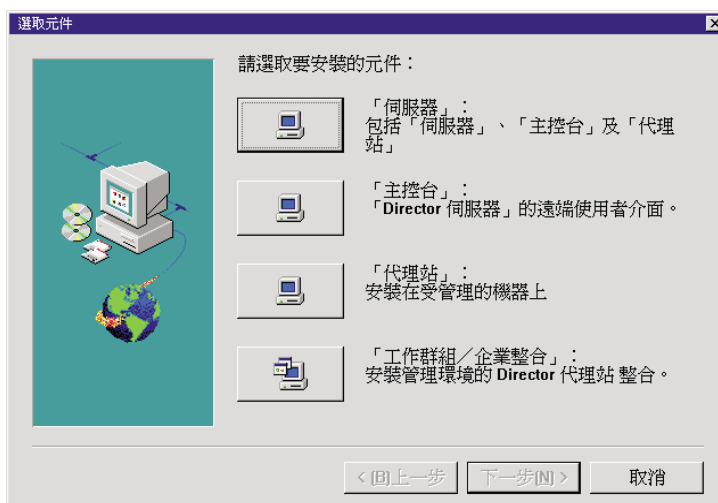 選取元件
請選取要安裝的元件：
「伺服器」：
包括「伺服器」、「主控台」及「代理
站」
「主控台」：
「Director 伺服器」的遠端使用者介面。
「代理站」：
安裝在受管理的機器上
「工作群組／企業整合」：
安裝管理環境的 Director 代理站 整合。
< (B)上一步 下一步(N) > 取消